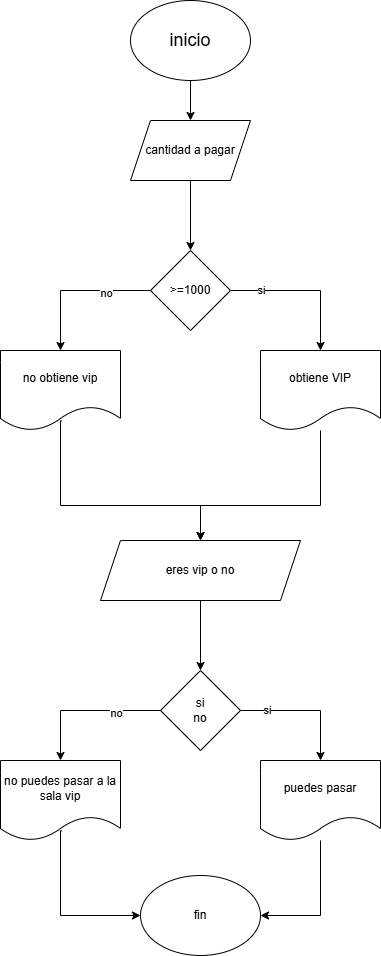 inicio
cantidad a pagar
>=1000
no
si
no obtiene vip
obtiene VIP
eres vip o no
si
no
no
si
no puedes pasar a la
sala vip
puedes pasar
fin